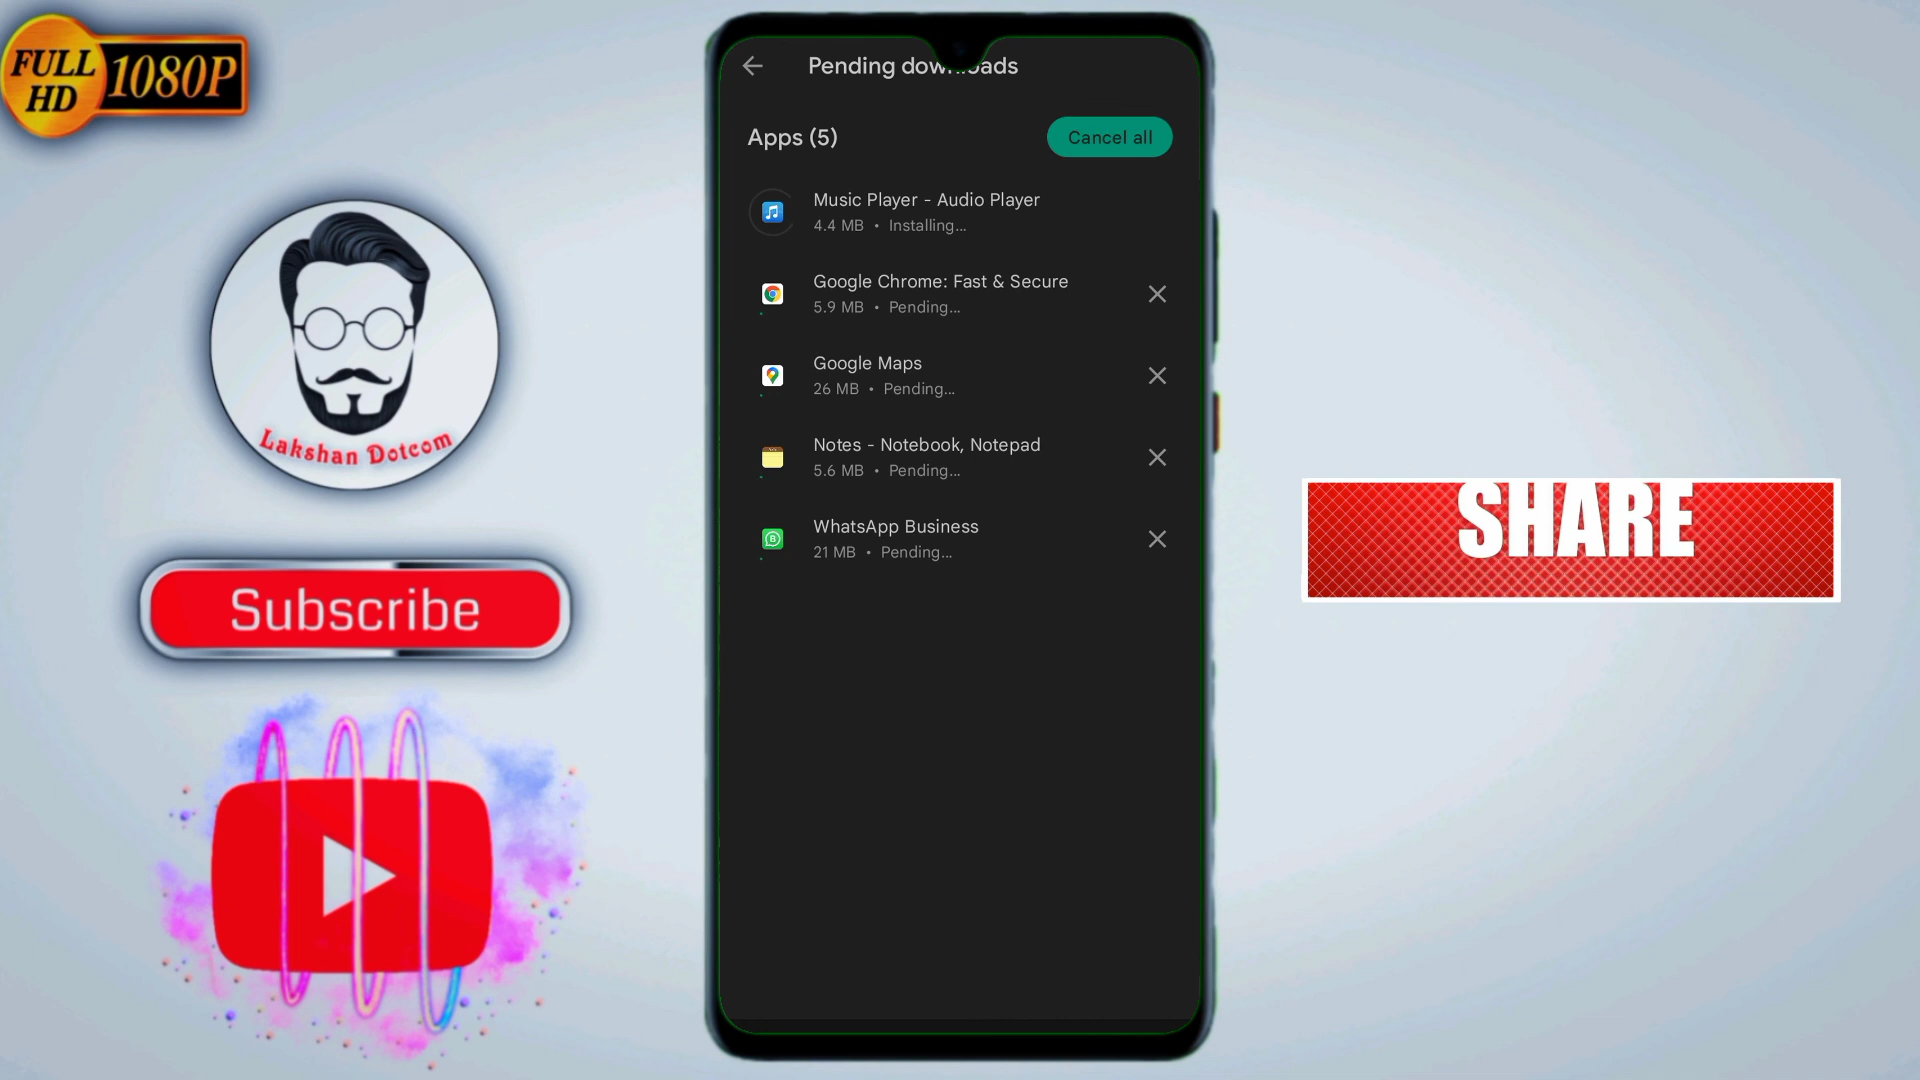 FULL HD 1080P
Lakshan Dotcom
Subscribe
Pending downloads
Apps (5)
Cancel all
Music Player - Audio Player
4.4 MB • Installing...
Google Chrome: Fast & Secure
5.9 MB • Pending...
Google Maps
26 MB • Pending...
Notes - Notebook, Notepad
5.6 MB • Pending...
WhatsApp Business
21 MB • Pending...
SHARE